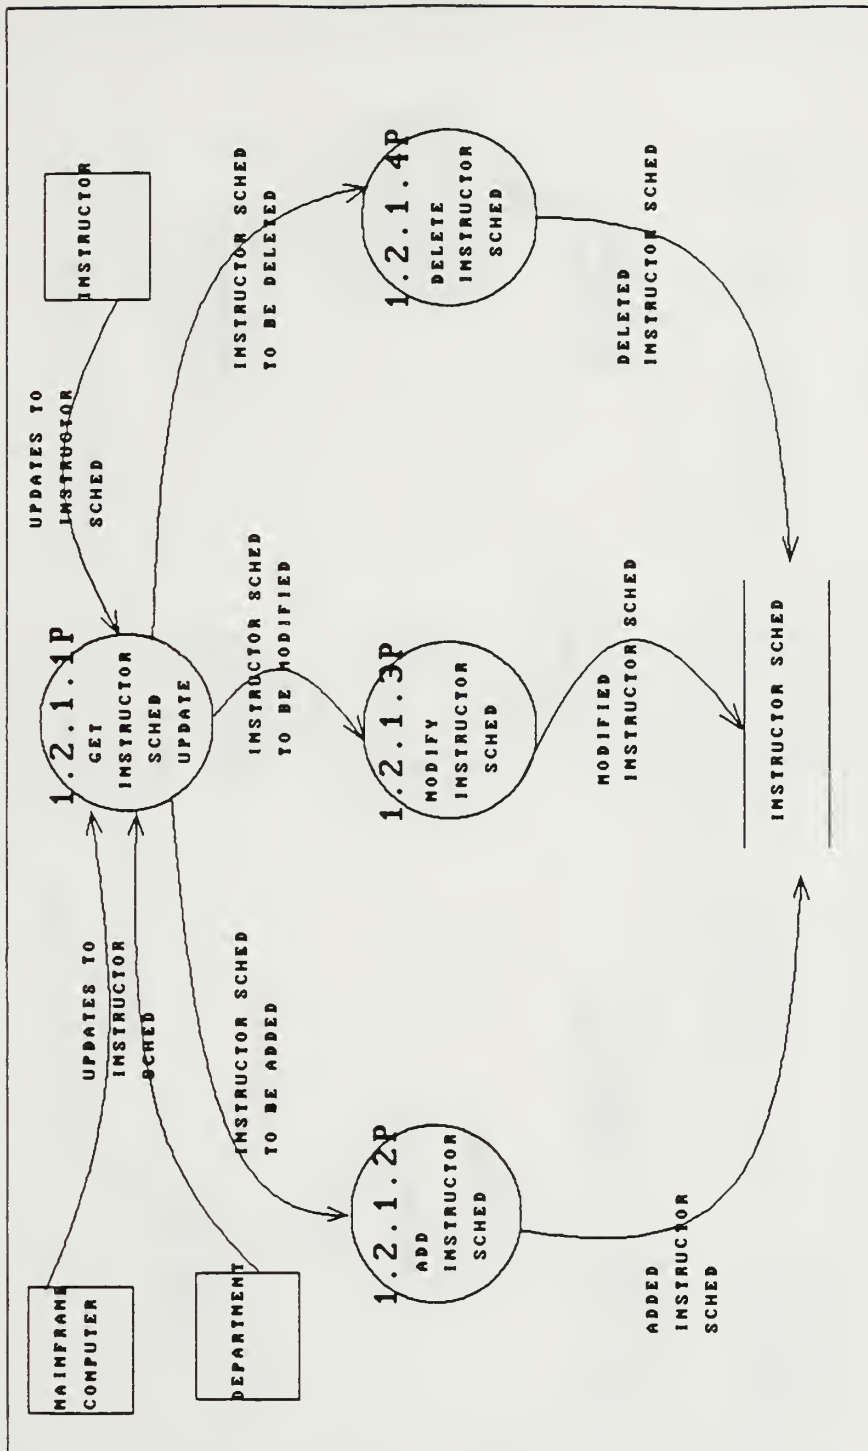 MAINFRAME
COMPUTER
DEPARTMENT
UPDATES TO
INSTRUCTOR
SCHED
1.2.1.1P
GET
INSTRUCTOR
SCHED
UPDATE
UPDATES TO
INSTRUCTOR
SCHED
INSTRUCTOR
INSTRUCTOR SCHED
TO BE ADDED
INSTRUCTOR SCHED
TO BE MODIFIED
INSTRUCTOR SCHED
TO BE DELETED
1.2.1.2P
ADD
INSTRUCTOR
SCHED
1.2.1.3P
MODIFY
INSTRUCTOR
SCHED
1.2.1.4P
DELETE
INSTRUCTOR
SCHED
ADDED
INSTRUCTOR
SCHED
MODIFIED
INSTRUCTOR SCHED
DELETED
INSTRUCTOR SCHED
INSTRUCTOR SCHED